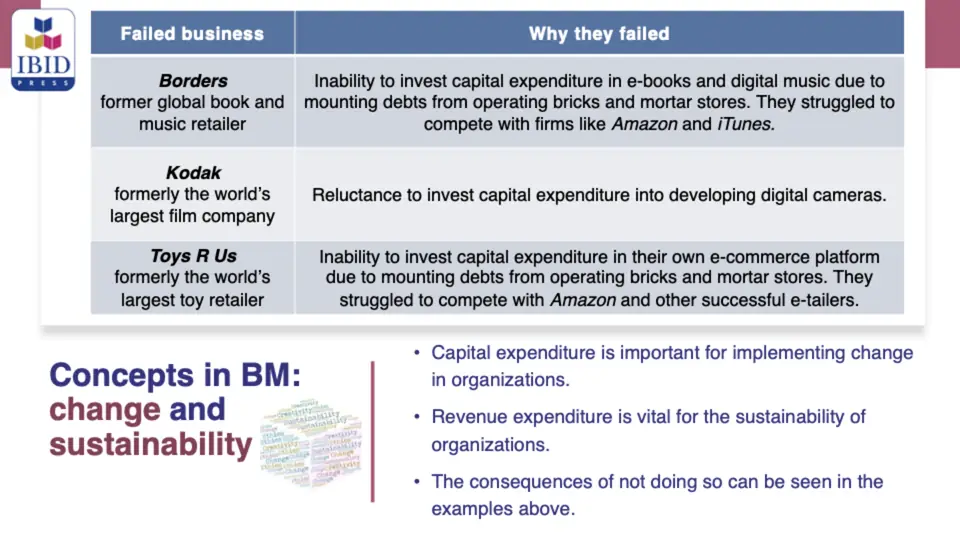 IBID
PRESS
Failed business
Why they failed
Borders
former global book and
music retailer
Inability to invest capital expenditure in e-books and digital music due to
mounting debts from operating bricks and mortar stores. They struggled to
compete with firms like Amazon and iTunes.
Kodak
formerly the world's
largest film company
Reluctance to invest capital expenditure into developing digital cameras.
Toys R Us
formerly the world's
largest toy retailer
Inability to invest capital expenditure in their own e-commerce platform
due to mounting debts from operating bricks and mortar stores. They
struggled to compete with Amazon and other successful e-tailers.
Concepts in BM:
change and
sustainability
• Capital expenditure is important for implementing change
in organizations.
• Revenue expenditure is vital for the sustainability of
organizations.
• The consequences of not doing so can be seen in the
examples above.